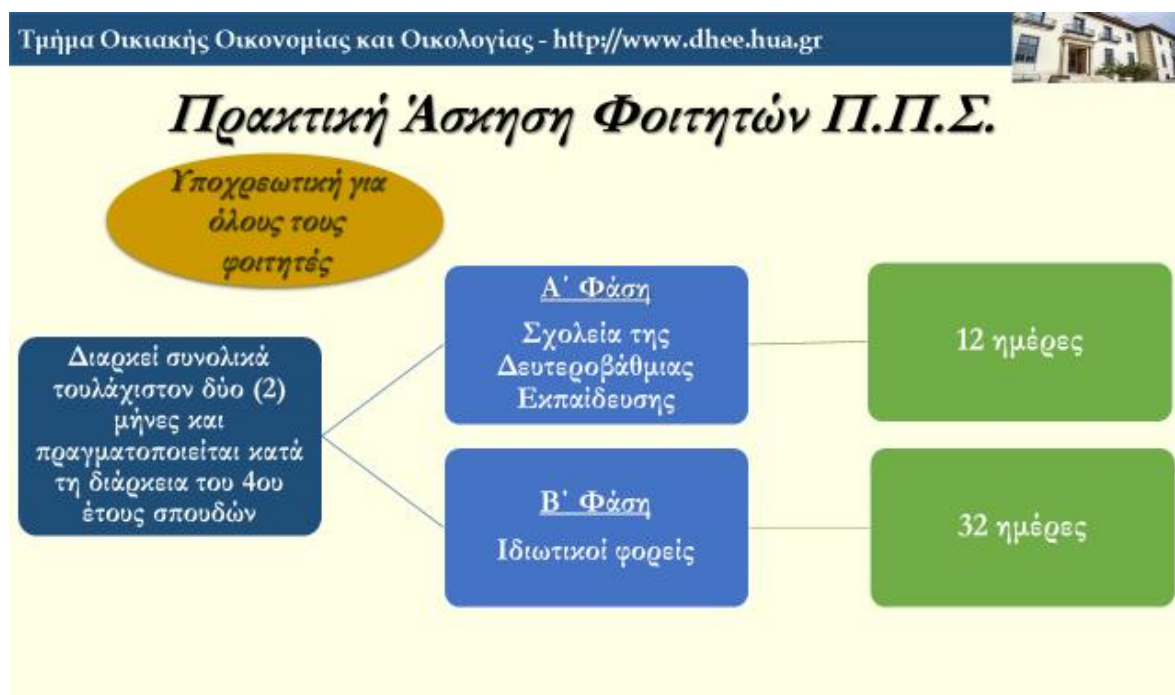 Τμήμα Οικιακής Οικονομίας και Οικολογίας - http://www.dhee.hua.gr
Πρακτική Άσκηση Φοιτητών Π.Π.Σ.
Υποχρεωτική για
όλους τους
φοιτητές
Διαρκεί συνολικά
τουλάχιστον δύο (2)
μήνες και
πραγματοποιείται κατά
τη διάρκεια του 4ου
έτους σπουδών
Α΄ Φάση
Σχολεία της
Δευτεροβάθμιας
Εκπαίδευσης
12 ημέρες
Β΄ Φάση
Ιδιωτικοί φορείς
32 ημέρες